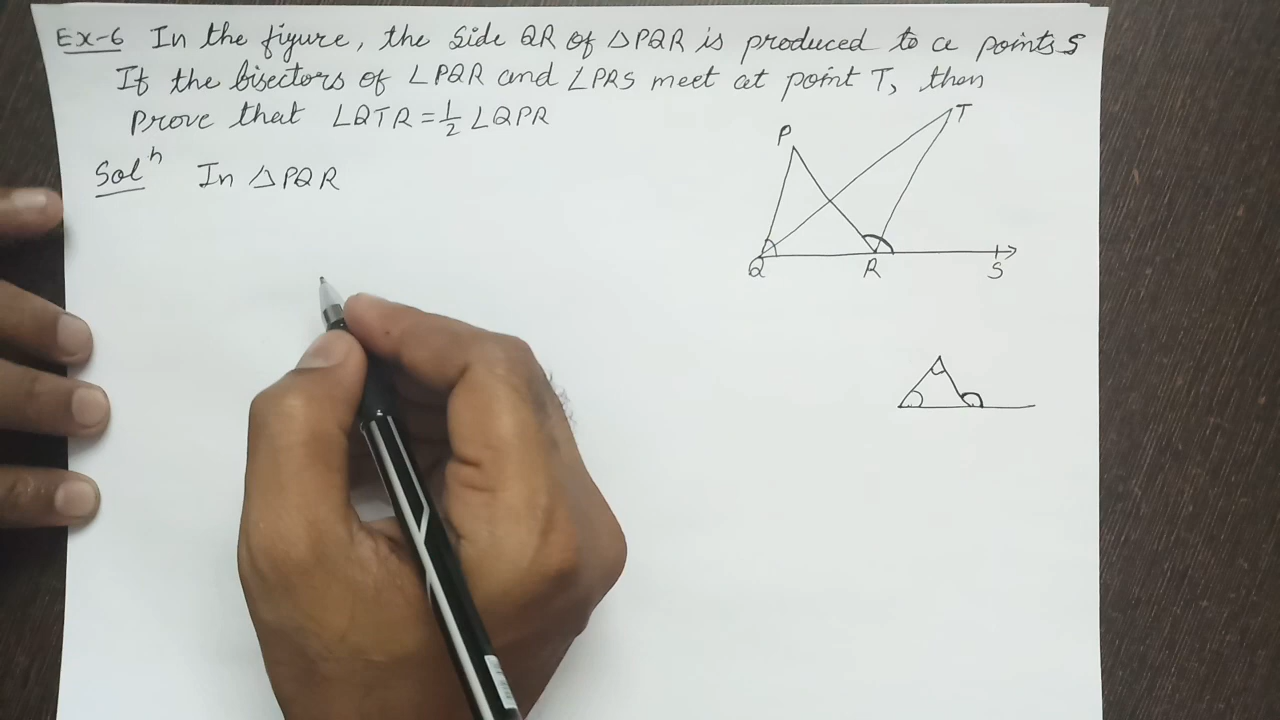 Ex-6 In the figure, the side QR of △PQR is produced to a points S
If the bisectors of ∠PQR and ∠PRS meet at point T, then
Prove that ∠QTR = 1/2 ∠QPR
Solⁿ In △PQR
T
P
Q R S